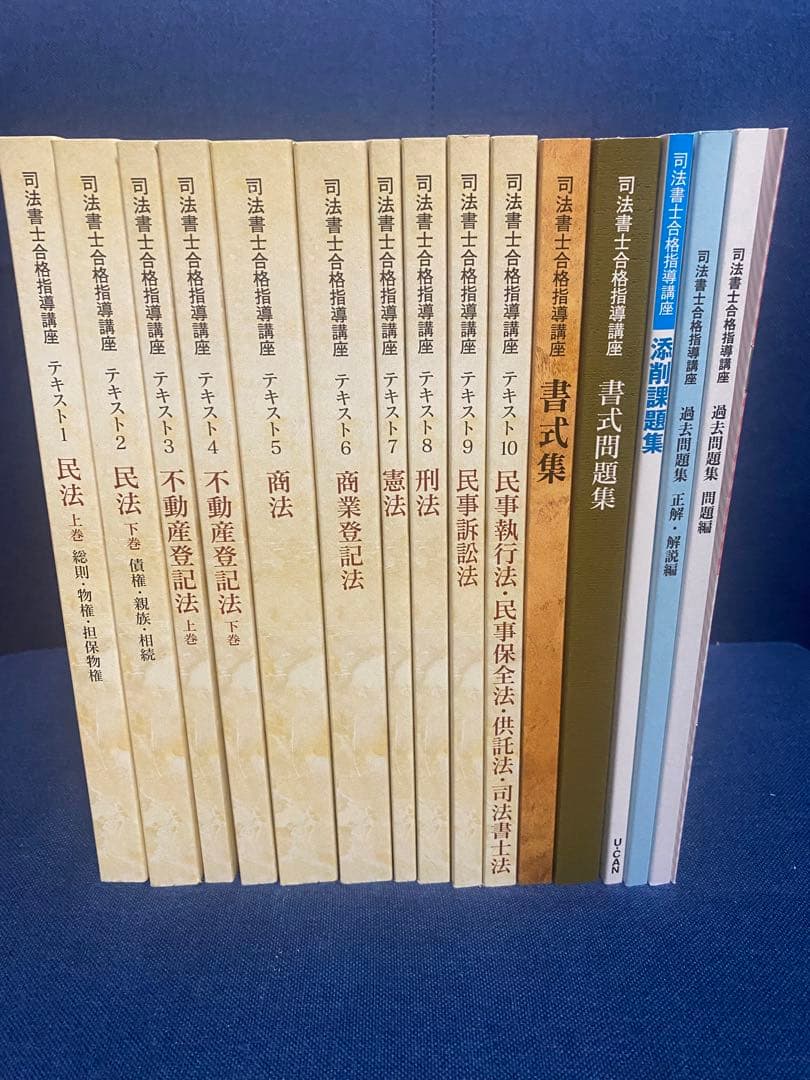 司法書士合格指導講座 テキスト1 民法 上巻 総則・物権・担保物権
司法書士合格指導講座 テキスト2 民法 下巻 債権・親族・相続
司法書士合格指導講座 テキスト3 不動産登記法 上巻
司法書士合格指導講座 テキスト4 不動産登記法 下巻
司法書士合格指導講座 テキスト5 商法
司法書士合格指導講座 テキスト6 商業登記法
司法書士合格指導講座 テキスト7 憲法
司法書士合格指導講座 テキスト8 刑法
司法書士合格指導講座 テキスト9 民事訴訟法
司法書士合格指導講座 テキスト10 民事執行法・民事保全法・供託法・司法書士法
司法書士合格指導講座 書式集
司法書士合格指導講座 書式問題集
司法書士合格指導講座 添削課題集 U-CAN
司法書士合格指導講座 過去問題集 正解・解説編
司法書士合格指導講座 過去問題集 問題編